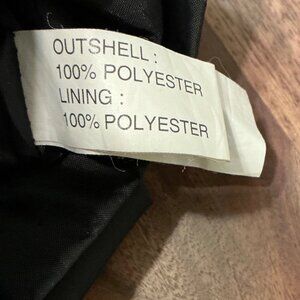 OUTSHELL :
100% POLYESTER
LINING :
100% POLYESTER